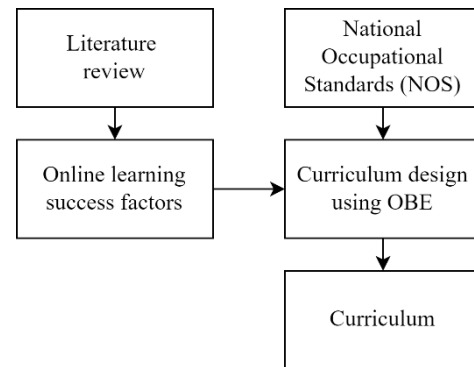 Literature
review
National
Occupational
Standards (NOS)
Online learning
success factors
Curriculum design
using OBE
Curriculum